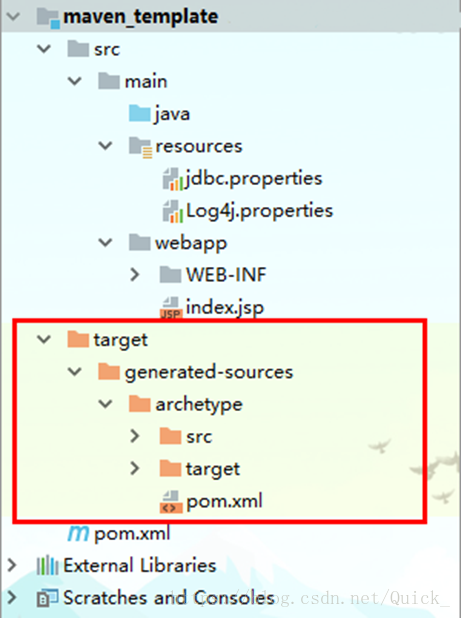 maven_template
src
main
java
resources
jdbc.properties
Log4j.properties
webapp
WEB-INF
index.jsp
target
generated-sources
archetype
src
target
pom.xml
pom.xml
External Libraries
Scratches and Consoles
https://blog.csdn.net/Quick_